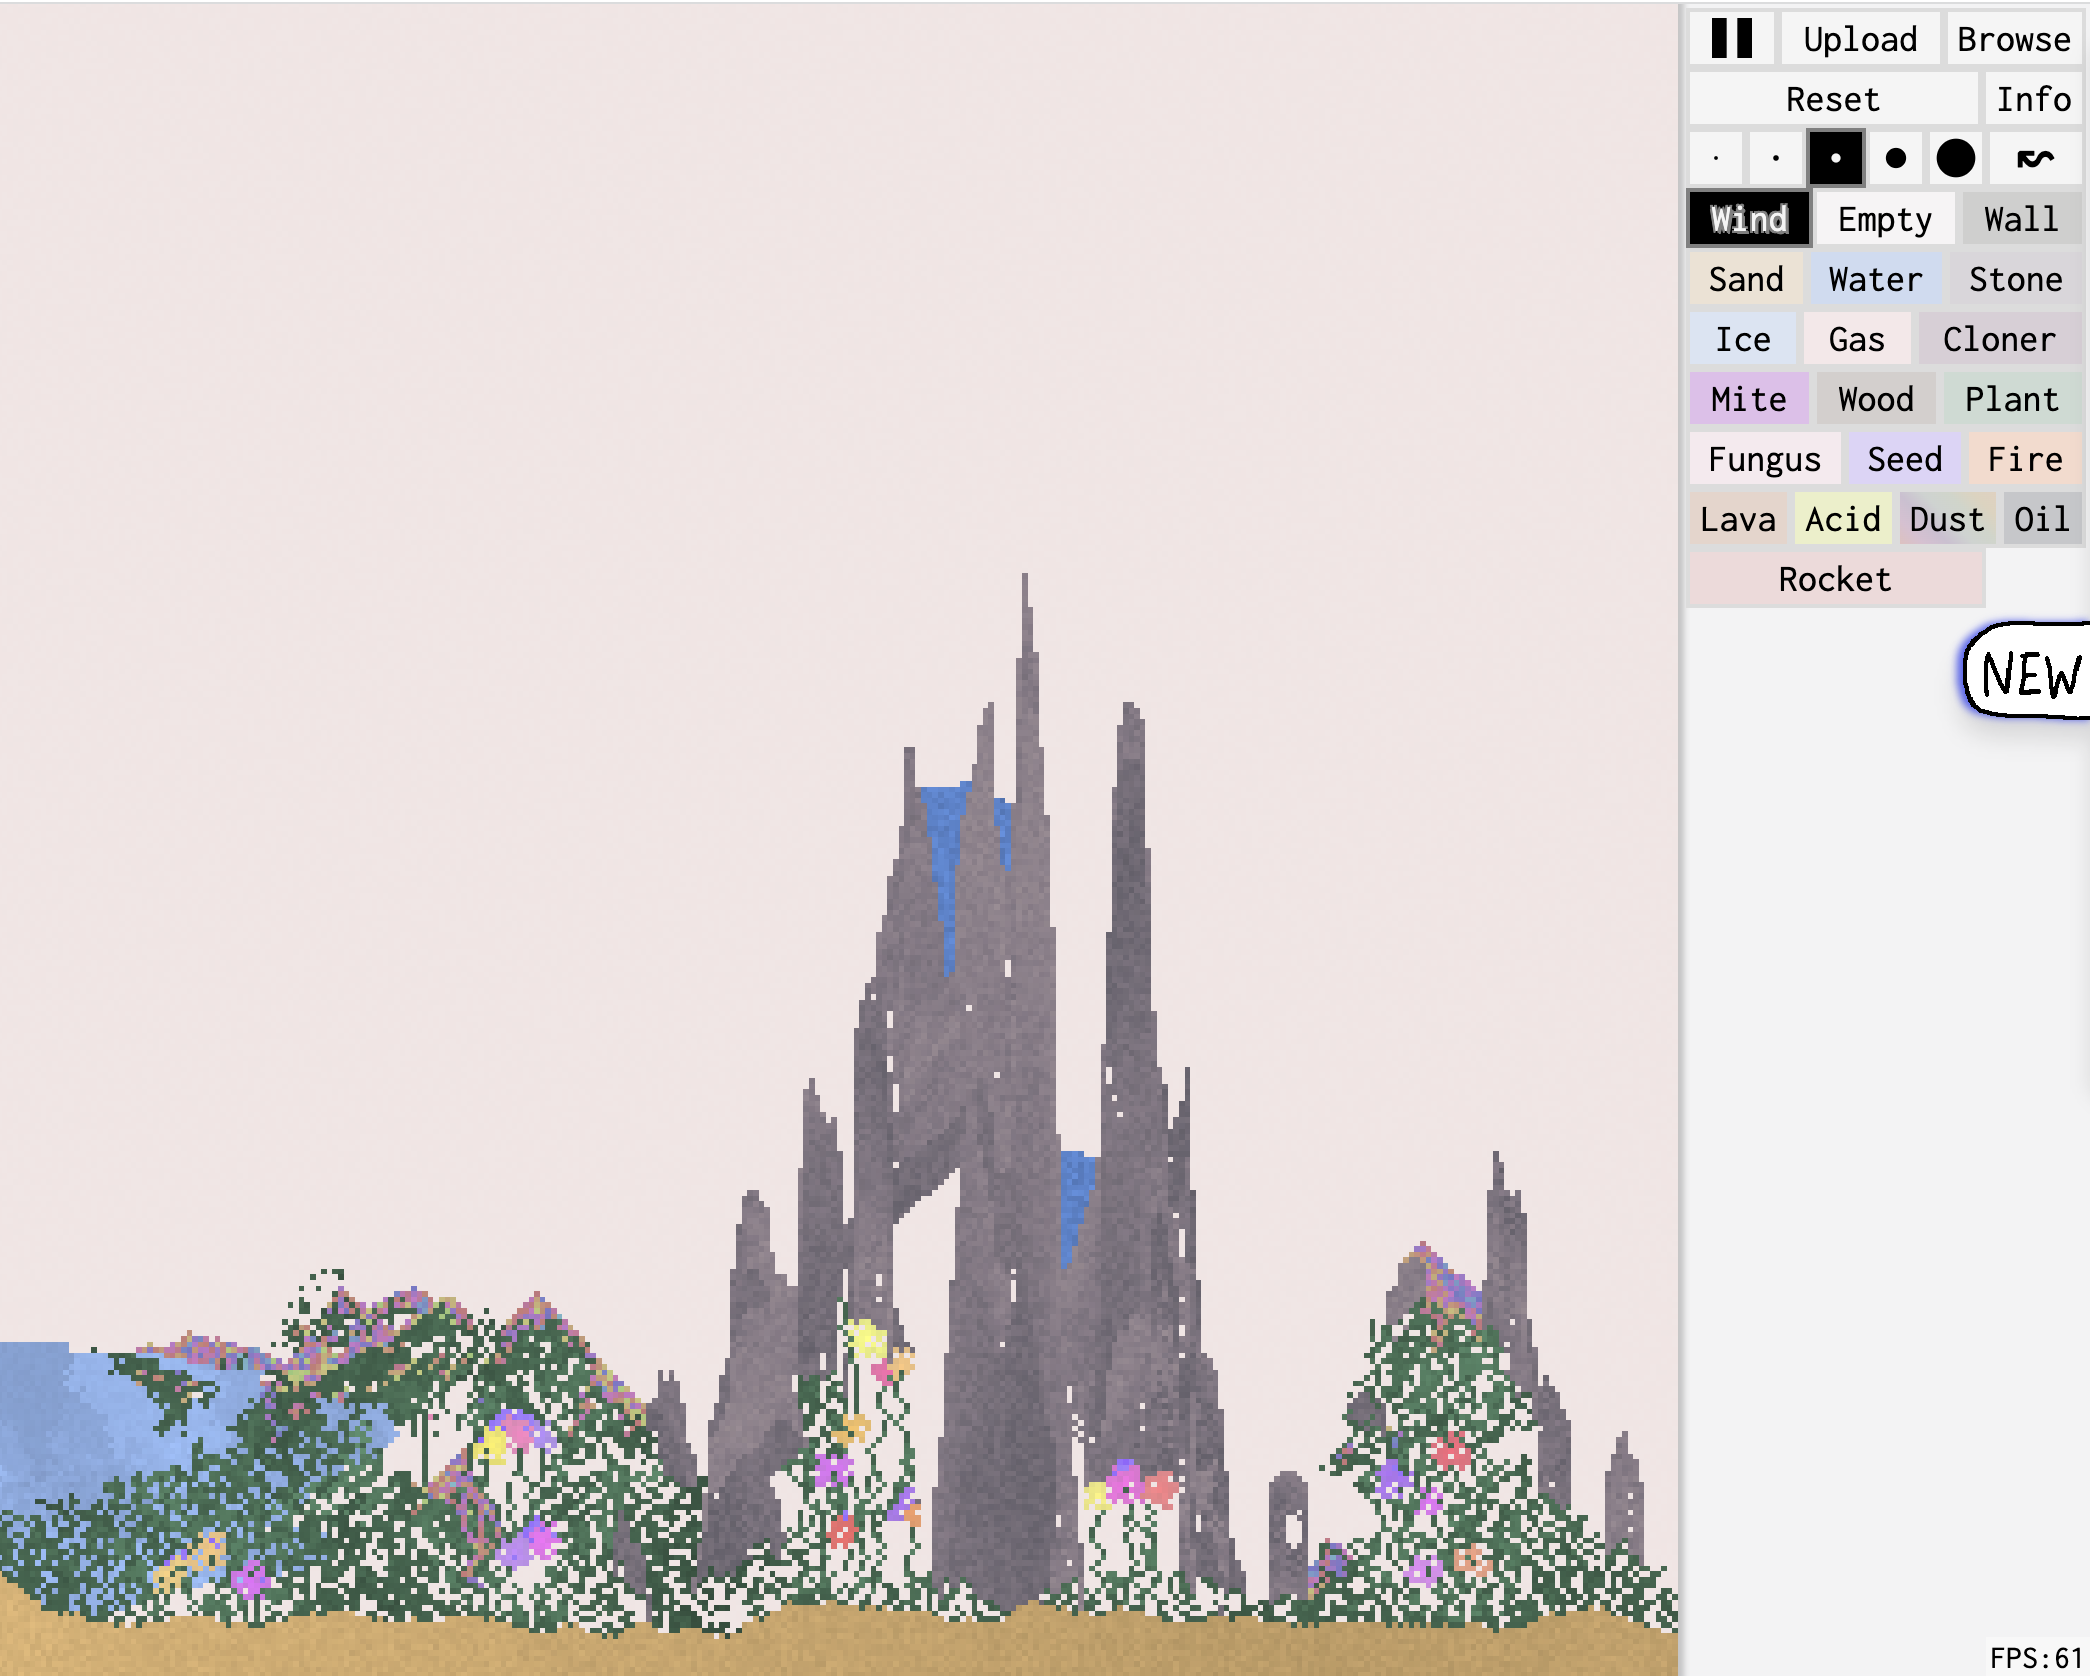 Upload Browse
Reset Info
Wind Empty Wall
Sand Water Stone
Ice Gas Cloner
Mite Wood Plant
Fungus Seed Fire
Lava Acid Dust Oil
Rocket
NEW
FPS:61